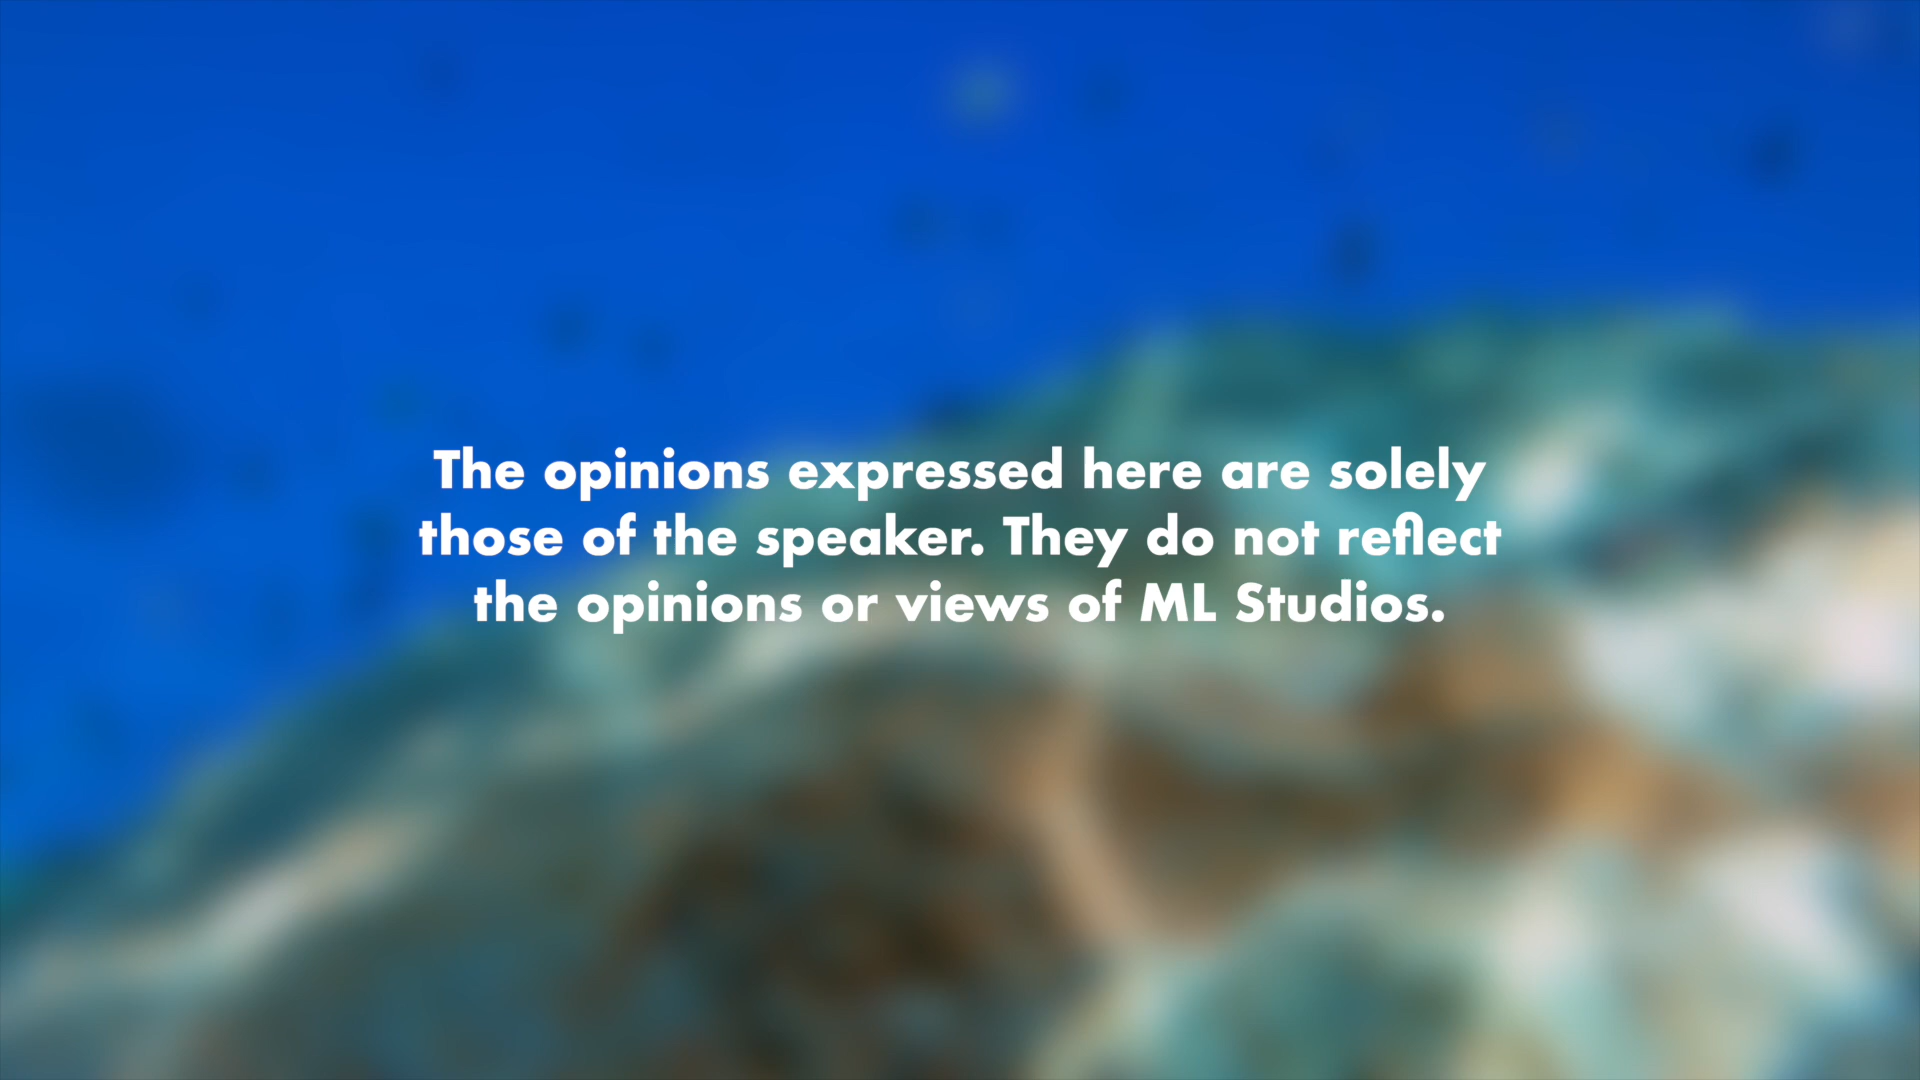 The opinions expressed here are solely
those of the speaker. They do not reflect
the opinions or views of ML Studios.